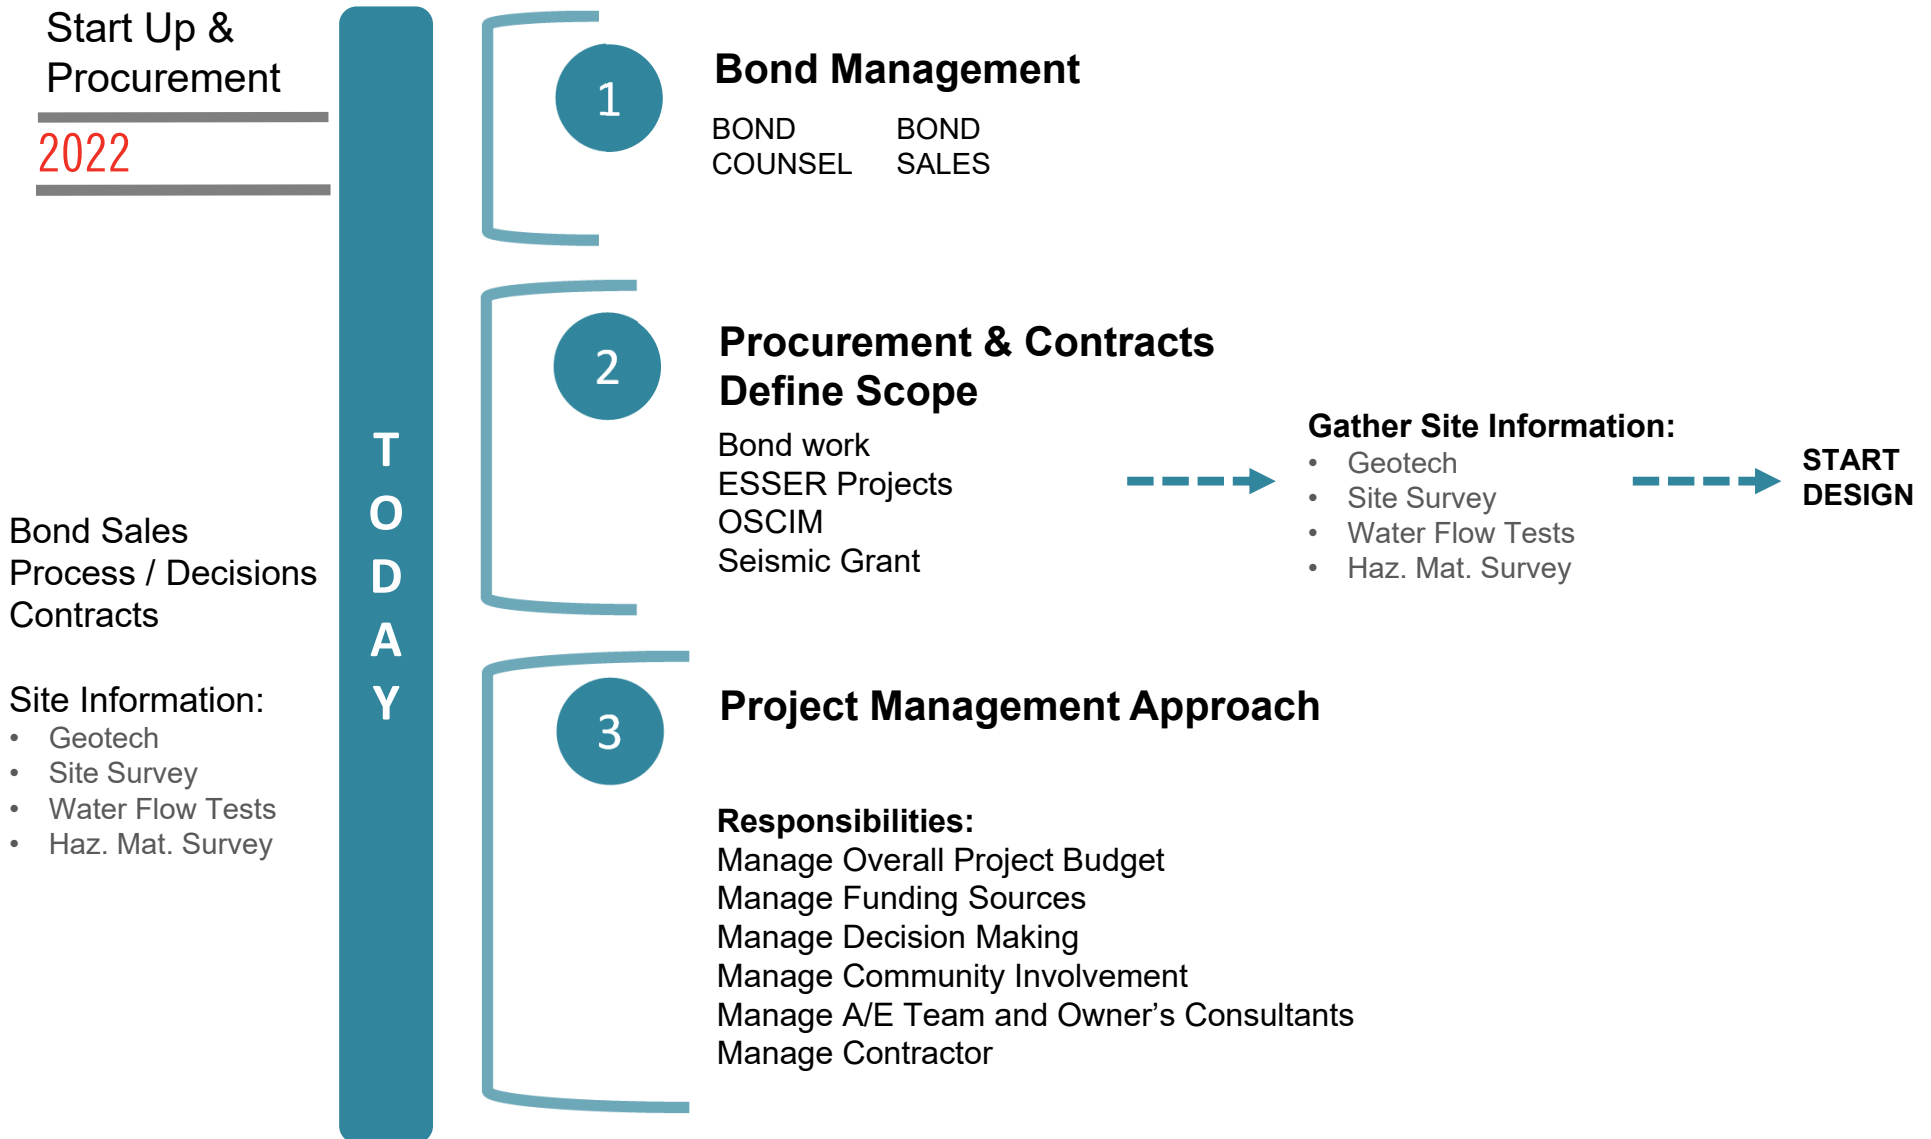 Start Up &
Procurement
2022
Bond Sales
Process / Decisions
Contracts
Site Information:
• Geotech
• Site Survey
• Water Flow Tests
• Haz. Mat. Survey
T
O
D
A
Y
1
Bond Management
BOND
COUNSEL
BOND
SALES
2
Procurement & Contracts
Define Scope
Bond work
ESSER Projects
OSCIM
Seismic Grant
Gather Site Information:
• Geotech
• Site Survey
• Water Flow Tests
• Haz. Mat. Survey
START
DESIGN
3
Project Management Approach
Responsibilities:
Manage Overall Project Budget
Manage Funding Sources
Manage Decision Making
Manage Community Involvement
Manage A/E Team and Owner’s Consultants
Manage Contractor